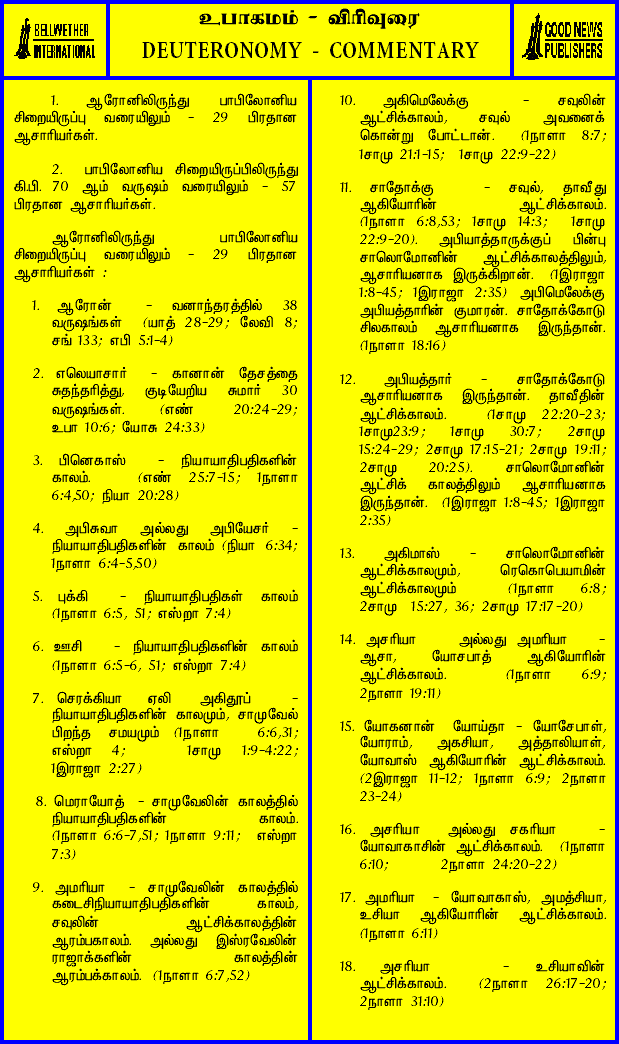 BELLWETHER
INTERNATIONAL
உபாகமம் - விரிவுரை
DEUTERONOMY - COMMENTARY
GOOD NEWS
PUBLISHERS
1. ஆரோனிலிருந்து பாபிலோனிய
சிறையிருப்பு வரையிலும் - 29 பிரதான
ஆசாரியர்கள்.
2. பாபிலோனிய சிறையிருப்பிலிருந்து
கி.பி. 70 ஆம் வருஷம் வரையிலும் - 57
பிரதான ஆசாரியர்கள்.
ஆரோனிலிருந்து பாபிலோனிய
சிறையிருப்பு வரையிலும் - 29 பிரதான
ஆசாரியர்கள் :
1. ஆரோன் - வனாந்தரத்தில் 38
வருஷங்கள் (யாத் 28-29; லேவி 8;
சங் 133; எபி 5:1-4)
2. எலெயாசார் - கானான் தேசத்தை
சுதந்தரித்து, குடியேறிய சுமார் 30
வருஷங்கள். (எண் 20:24-29;
உபா 10:6; யோசு 24:33)
3. பினெகாஸ் - நியாயாதிபதிகளின்
காலம். (எண் 25:7-15; 1நாளா
6:4,50; நியா 20:28)
4. அபிசுவா அல்லது அபியேசர் -
நியாயாதிபதிகளின் காலம் (நியா 6:34;
1நாளா 6:4-5,50)
5. புக்கி - நியாயாதிபதிகள் காலம்
(1நாளா 6:5, 51; எஸ்றா 7:4)
6. ஊசி - நியாயாதிபதிகளின் காலம்
(1நாளா 6:5-6, 51; எஸ்றா 7:4)
7. செரக்கியா ஏலி அகிதூப் -
நியாயாதிபதிகளின் காலமும், சாமுவேல்
பிறந்த சமயமும் (1நாளா 6:6,31;
எஸ்றா 4; 1சாமு 1:9-4:22;
1இராஜா 2:27)
8. மெராயோத் - சாமுவேலின் காலத்தில்
நியாயாதிபதிகளின் காலம்.
(1நாளா 6:6-7,51; 1நாளா 9:11; எஸ்றா
7:3)
9. அமரியா - சாமுவேலின் காலத்தில்
கடைசிநியாயாதிபதிகளின் காலம்,
சவுலின் ஆட்சிக்காலத்தின்
ஆரம்பகாலம். அல்லது இஸ்ரவேலின்
ராஜாக்களின் காலத்தின்
ஆரம்பக்காலம். (1நாளா 6:7,52)
10. அகிமெலேக்கு - சவுலின்
ஆட்சிக்காலம், சவுல் அவனைக்
கொன்று போட்டான். (1நாளா 8:7;
1சாமு 21:1-15; 1சாமு 22:9-22)
11. சாதோக்கு - சவுல், தாவீது
ஆகியோரின் ஆட்சிக்காலம்.
(1நாளா 6:8,53; 1சாமு 14:3; 1சாமு
22:9-20). அபியாத்தாருக்குப் பின்பு
சாலொமோனின் ஆட்சிக்காலத்திலும்,
ஆசாரியனாக இருக்கிறான். (1இராஜா
1:8-45; 1இராஜா 2:35) அபிமெலேக்கு
அபியத்தாரின் குமாரன். சாதோக்கோடு
சிலகாலம் ஆசாரியனாக இருந்தான்.
(1நாளா 18:16)
12. அபியத்தார் - சாதோக்கோடு
ஆசாரியனாக இருந்தான். தாவீதின்
ஆட்சிக்காலம். (1சாமு 22:20-23;
1சாமு23:9; 1சாமு 30:7; 2சாமு
15:24-29; 2சாமு 17:15-21; 2சாமு 19:11;
2சாமு 20:25). சாலொமோனின்
ஆட்சிக் காலத்திலும் ஆசாரியனாக
இருந்தான். (1இராஜா 1:8-45; 1இராஜா
2:35)
13. அகிமாஸ் - சாலொமோனின்
ஆட்சிக்காலமும், ரெகொபெயாமின்
ஆட்சிக்காலமும் (1நாளா 6:8;
2சாமு 15:27, 36; 2சாமு 17:17-20)
14. அசரியா அல்லது அமரியா -
ஆசா, யோசபாத் ஆகியோரின்
ஆட்சிக்காலம். (1நாளா 6:9;
2நாளா 19:11)
15. யோகனான் யோய்தா - யோசேபாள்,
யோராம், அகசியா, அத்தாலியாள்,
யோவாஸ் ஆகியோரின் ஆட்சிக்காலம்.
(2இராஜா 11-12; 1நாளா 6:9; 2நாளா
23-24)
16. அசரியா அல்லது சகரியா -
யோவாகாசின் ஆட்சிக்காலம். (1நாளா
6:10; 2நாளா 24:20-22)
17. அமரியா - யோவாகாஸ், அமத்சியா,
உசியா ஆகியோரின் ஆட்சிக்காலம்.
(1நாளா 6:11)
18. அசரியா - உசியாவின்
ஆட்சிக்காலம். (2நாளா 26:17-20;
2நாளா 31:10)